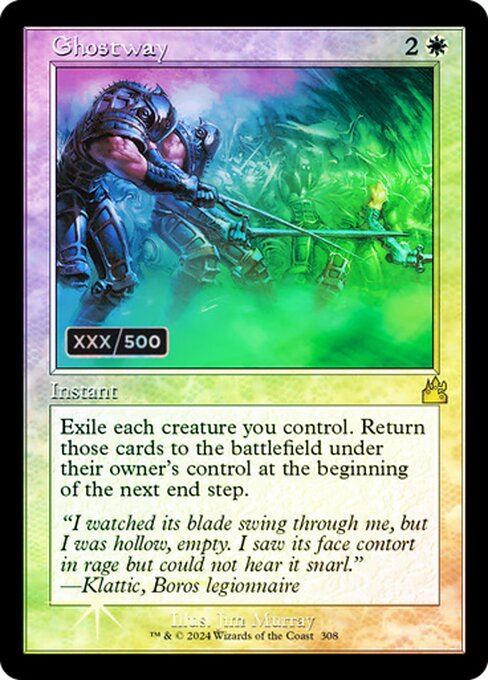 Ghostway 2
XXX/500
Instant
Exile each creature you control. Return
those cards to the battlefield under
their owner's control at the beginning
of the next end step.
"I watched its blade swing through me, but
I was hollow, empty. I saw its face contort
in rage but could not hear it snarl."
—Klattic, Boros legionnaire
Illus. Jim Murray
™ & © 2024 Wizards of the Coast 308